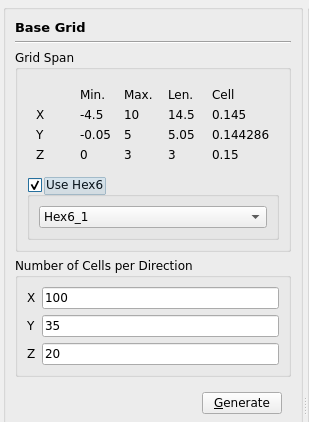 Base Grid
Grid Span
Min. Max. Len. Cell
X -4.5 10 14.5 0.145
Y -0.05 5 5.05 0.144286
Z 0 3 3 0.15
Use Hex6
Hex6_1
Number of Cells per Direction
X 100
Y 35
Z 20
Generate